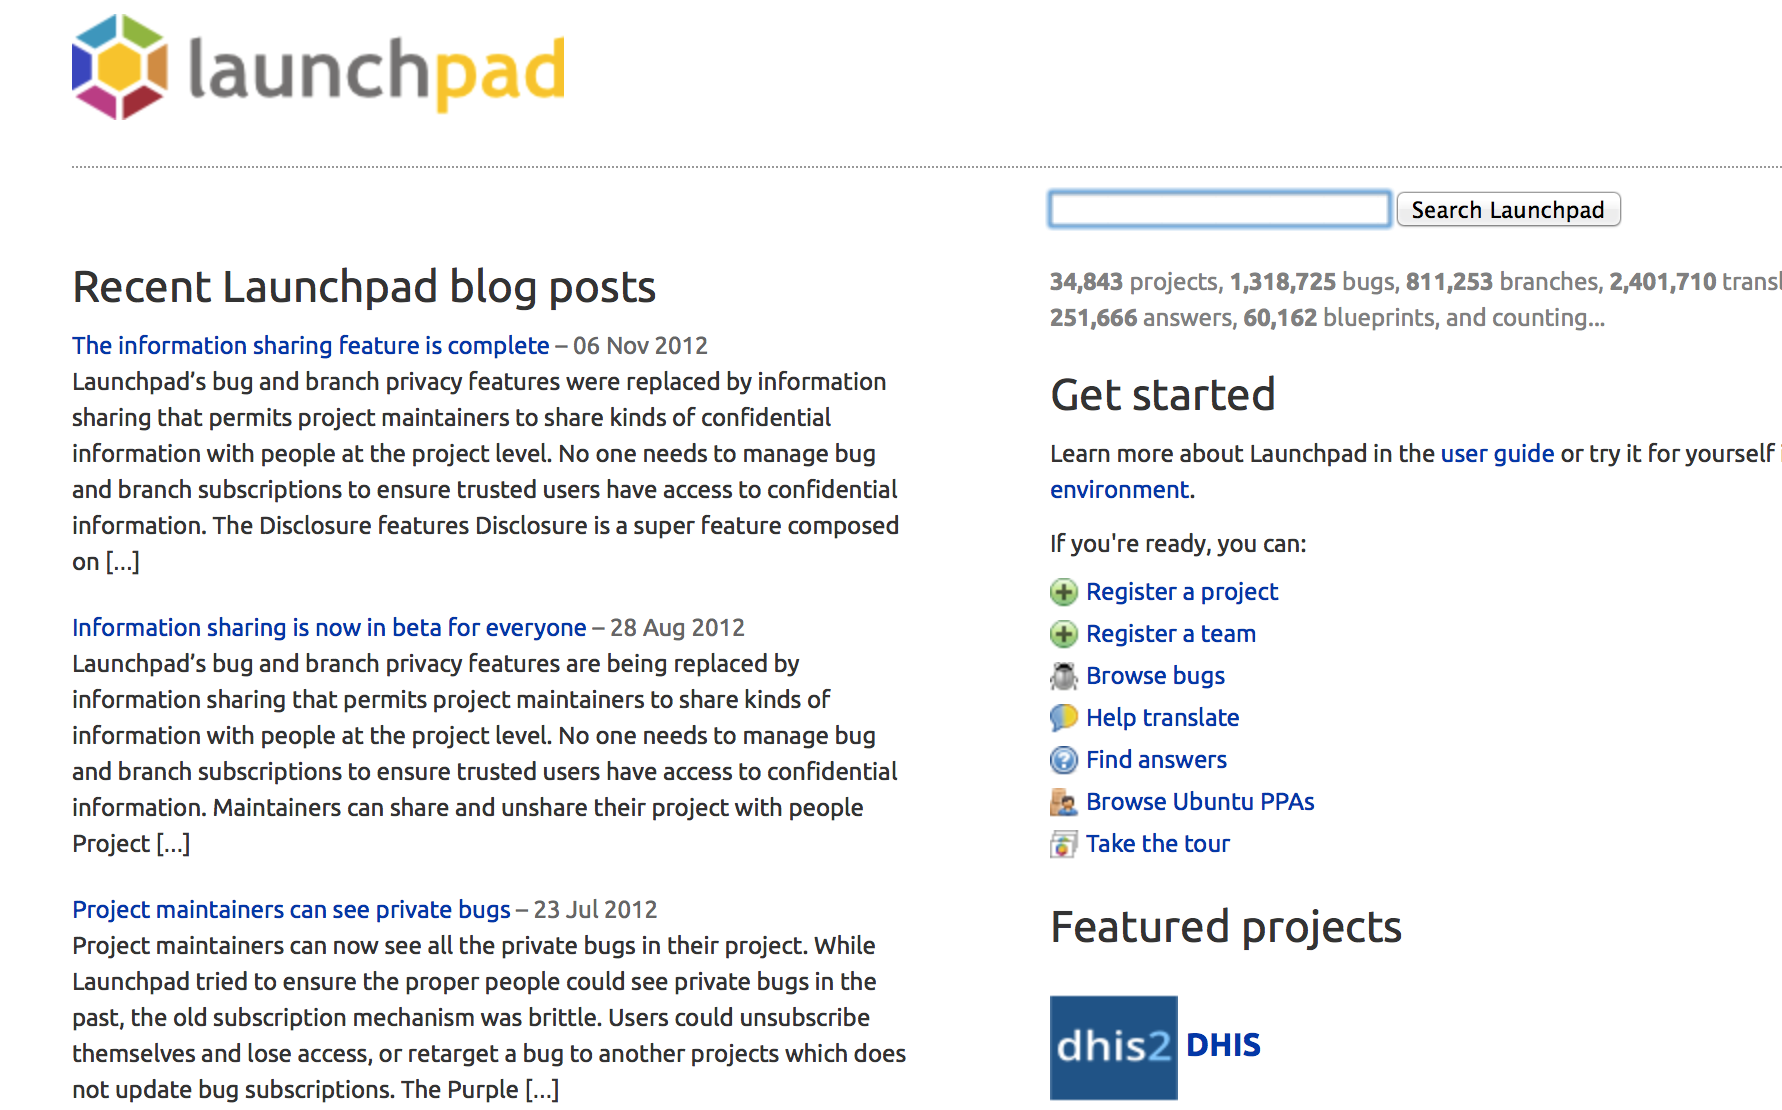 launchpad
Search Launchpad
Recent Launchpad blog posts
The information sharing feature is complete – 06 Nov 2012
Launchpad’s bug and branch privacy features were replaced by information
sharing that permits project maintainers to share kinds of confidential
information with people at the project level. No one needs to manage bug
and branch subscriptions to ensure trusted users have access to confidential
information. The Disclosure features Disclosure is a super feature composed
on [...]
Information sharing is now in beta for everyone – 28 Aug 2012
Launchpad’s bug and branch privacy features are being replaced by
information sharing that permits project maintainers to share kinds of
information with people at the project level. No one needs to manage bug
and branch subscriptions to ensure trusted users have access to confidential
information. Maintainers can share and unshare their project with people
Project [...]
Project maintainers can see private bugs – 23 Jul 2012
Project maintainers can now see all the private bugs in their project. While
Launchpad tried to ensure the proper people could see private bugs in the
past, the old subscription mechanism was brittle. Users could unsubscribe
themselves and lose access, or retarget a bug to another projects which does
not update bug subscriptions. The Purple [...]
34,843 projects, 1,318,725 bugs, 811,253 branches, 2,401,710 transl
251,666 answers, 60,162 blueprints, and counting...
Get started
Learn more about Launchpad in the user guide or try it for yourself i
environment.
If you're ready, you can:
Register a project
Register a team
Browse bugs
Help translate
Find answers
Browse Ubuntu PPAs
Take the tour
Featured projects
dhis2 DHIS